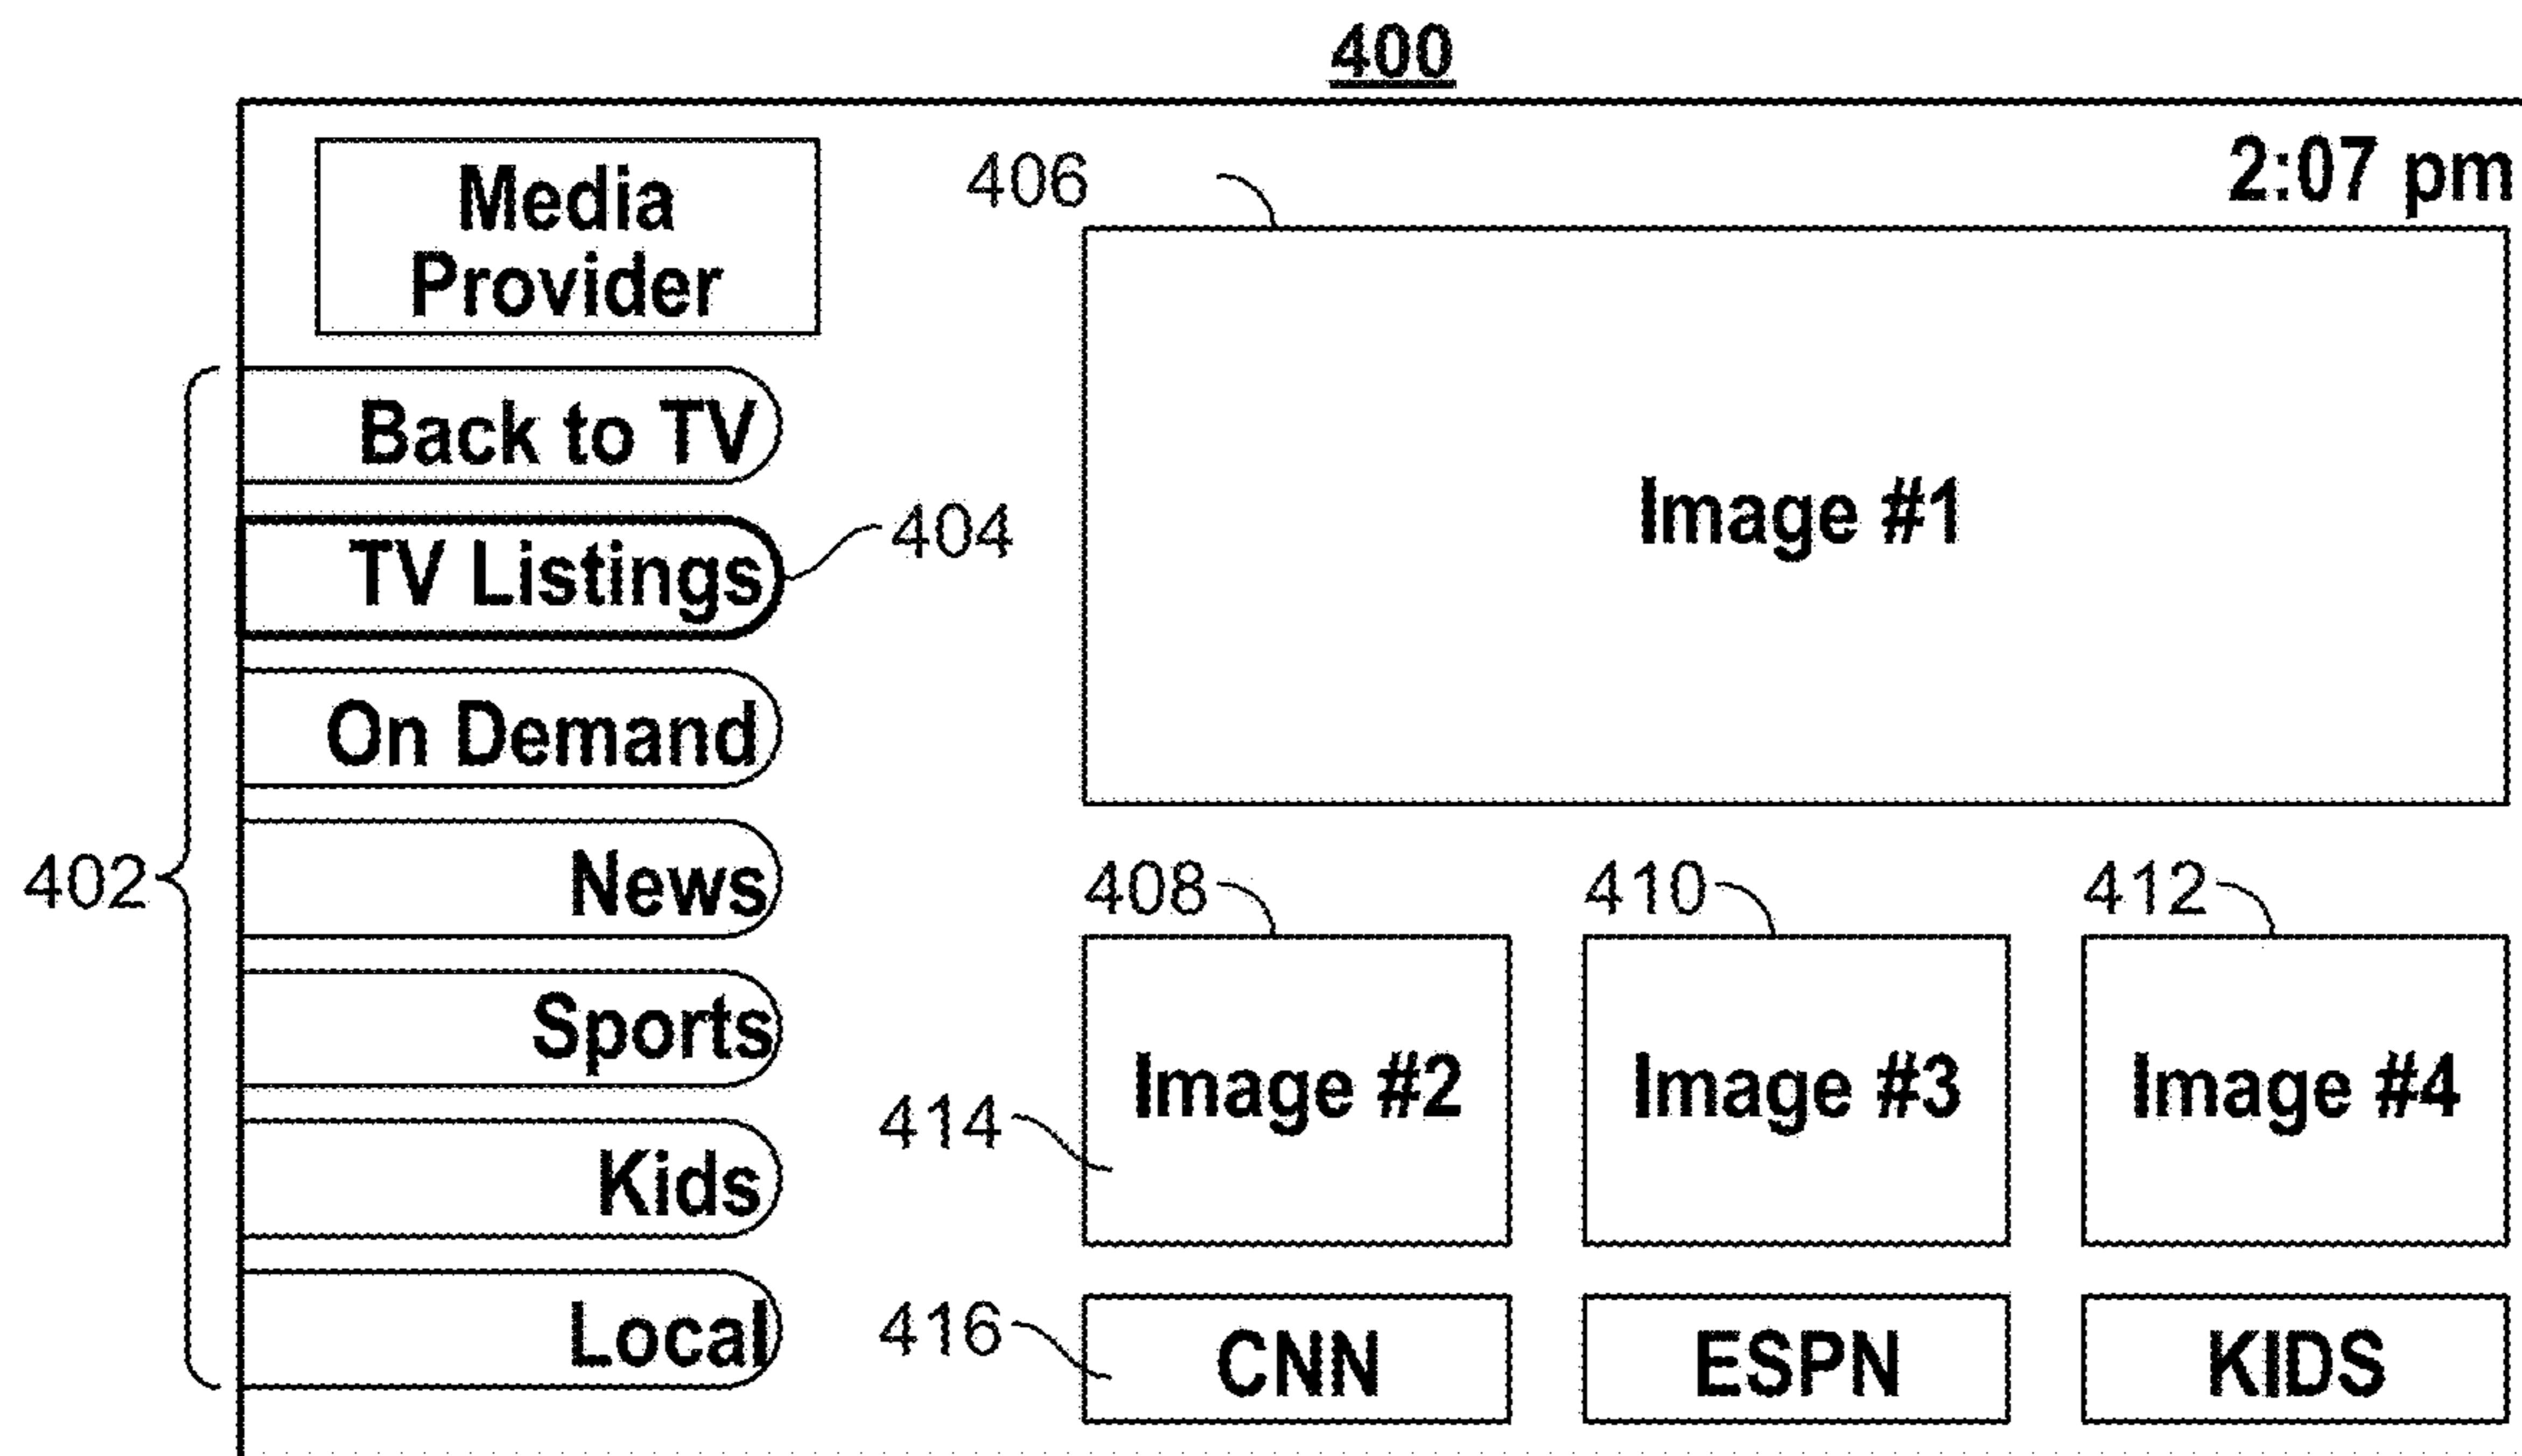 400
2:07 pm
Media
Provider
406
Back to TV
TV Listings
404
On Demand
News
Sports
Kids
Local
402
Image #1
408
410
412
Image #2
Image #3
Image #4
414
416
CNN
ESPN
KIDS